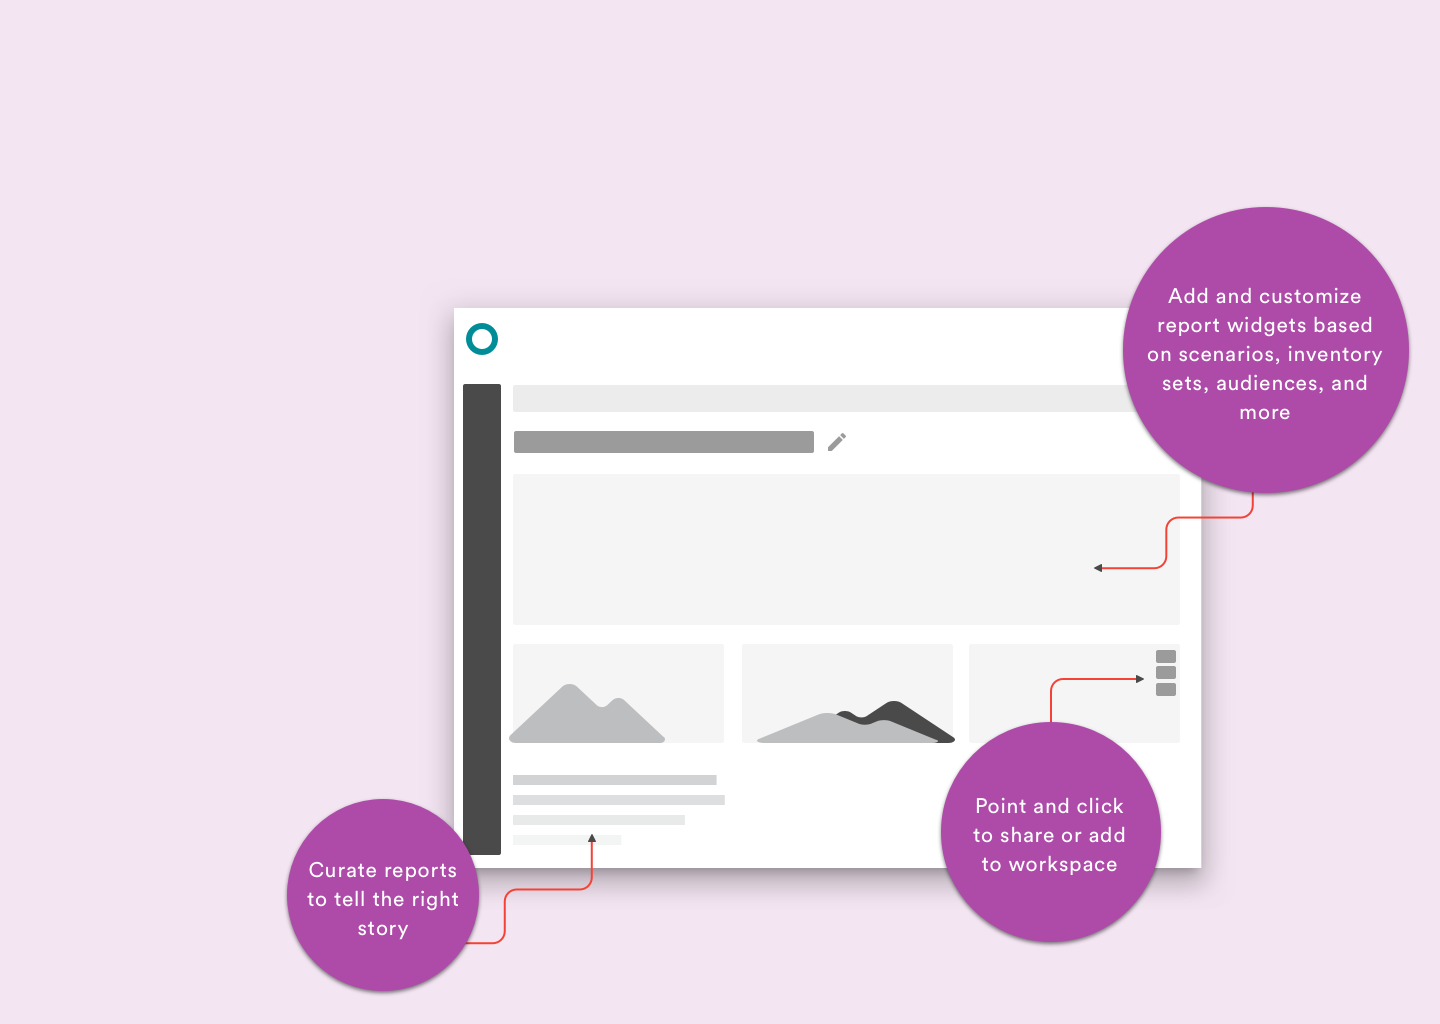 Add and customize
report widgets based
on scenarios, inventory
sets, audiences, and
more
Point and click
to share or add
to workspace
Curate reports
to tell the right
story